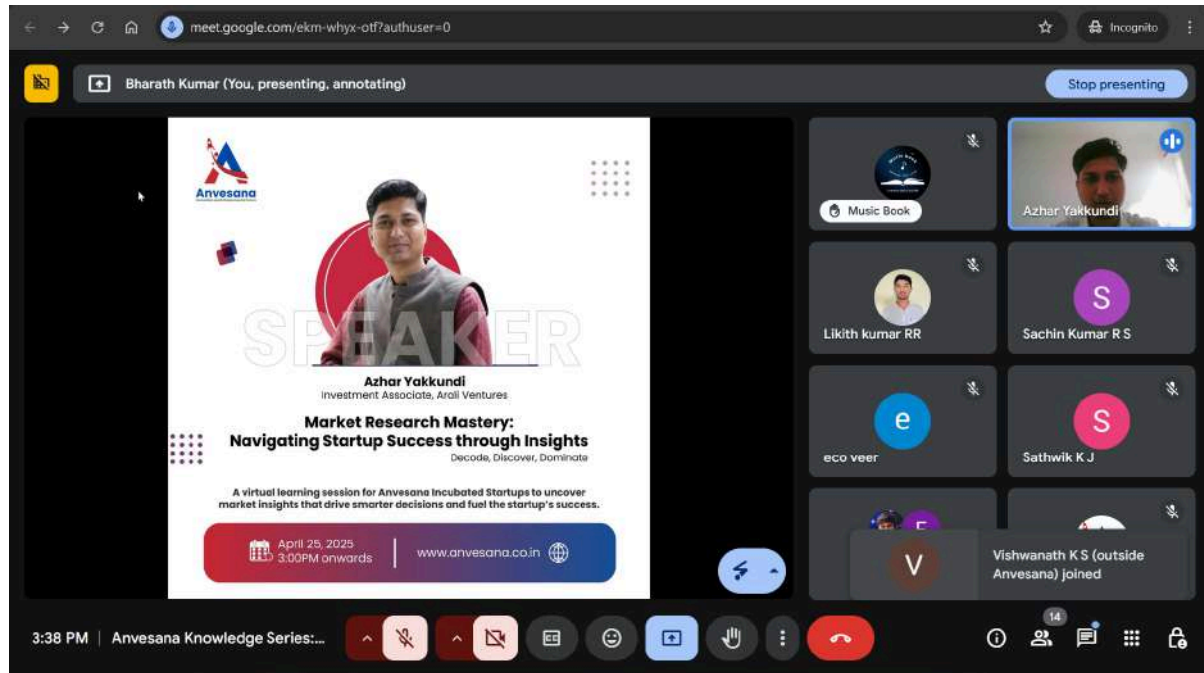 meet.google.com/ekm-whyx-otf?authuser=0
Incognito
Bharath Kumar (You, presenting, annotating)
Stop presenting
Anvesana
SPEAKER
Azhar Yakkundi
Investment Associate, Arali Ventures
Market Research Mastery:
Navigating Startup Success through Insights
Decode, Discover, Dominate
A virtual learning session for Anvesana Incubated Startups to uncover
market insights that drive smarter decisions and fuel the startup's success.
April 25, 2025
3:00PM onwards
www.anvesana.co.in
Music Book
Azhar Yakkundi
Likith kumar RR
S
Sachin Kumar R S
e
eco veer
S
Sathwik K J
E
V
Vishwanath K S (outside
Anvesana) joined
3:38 PM | Anvesana Knowledge Series:...
CC
14